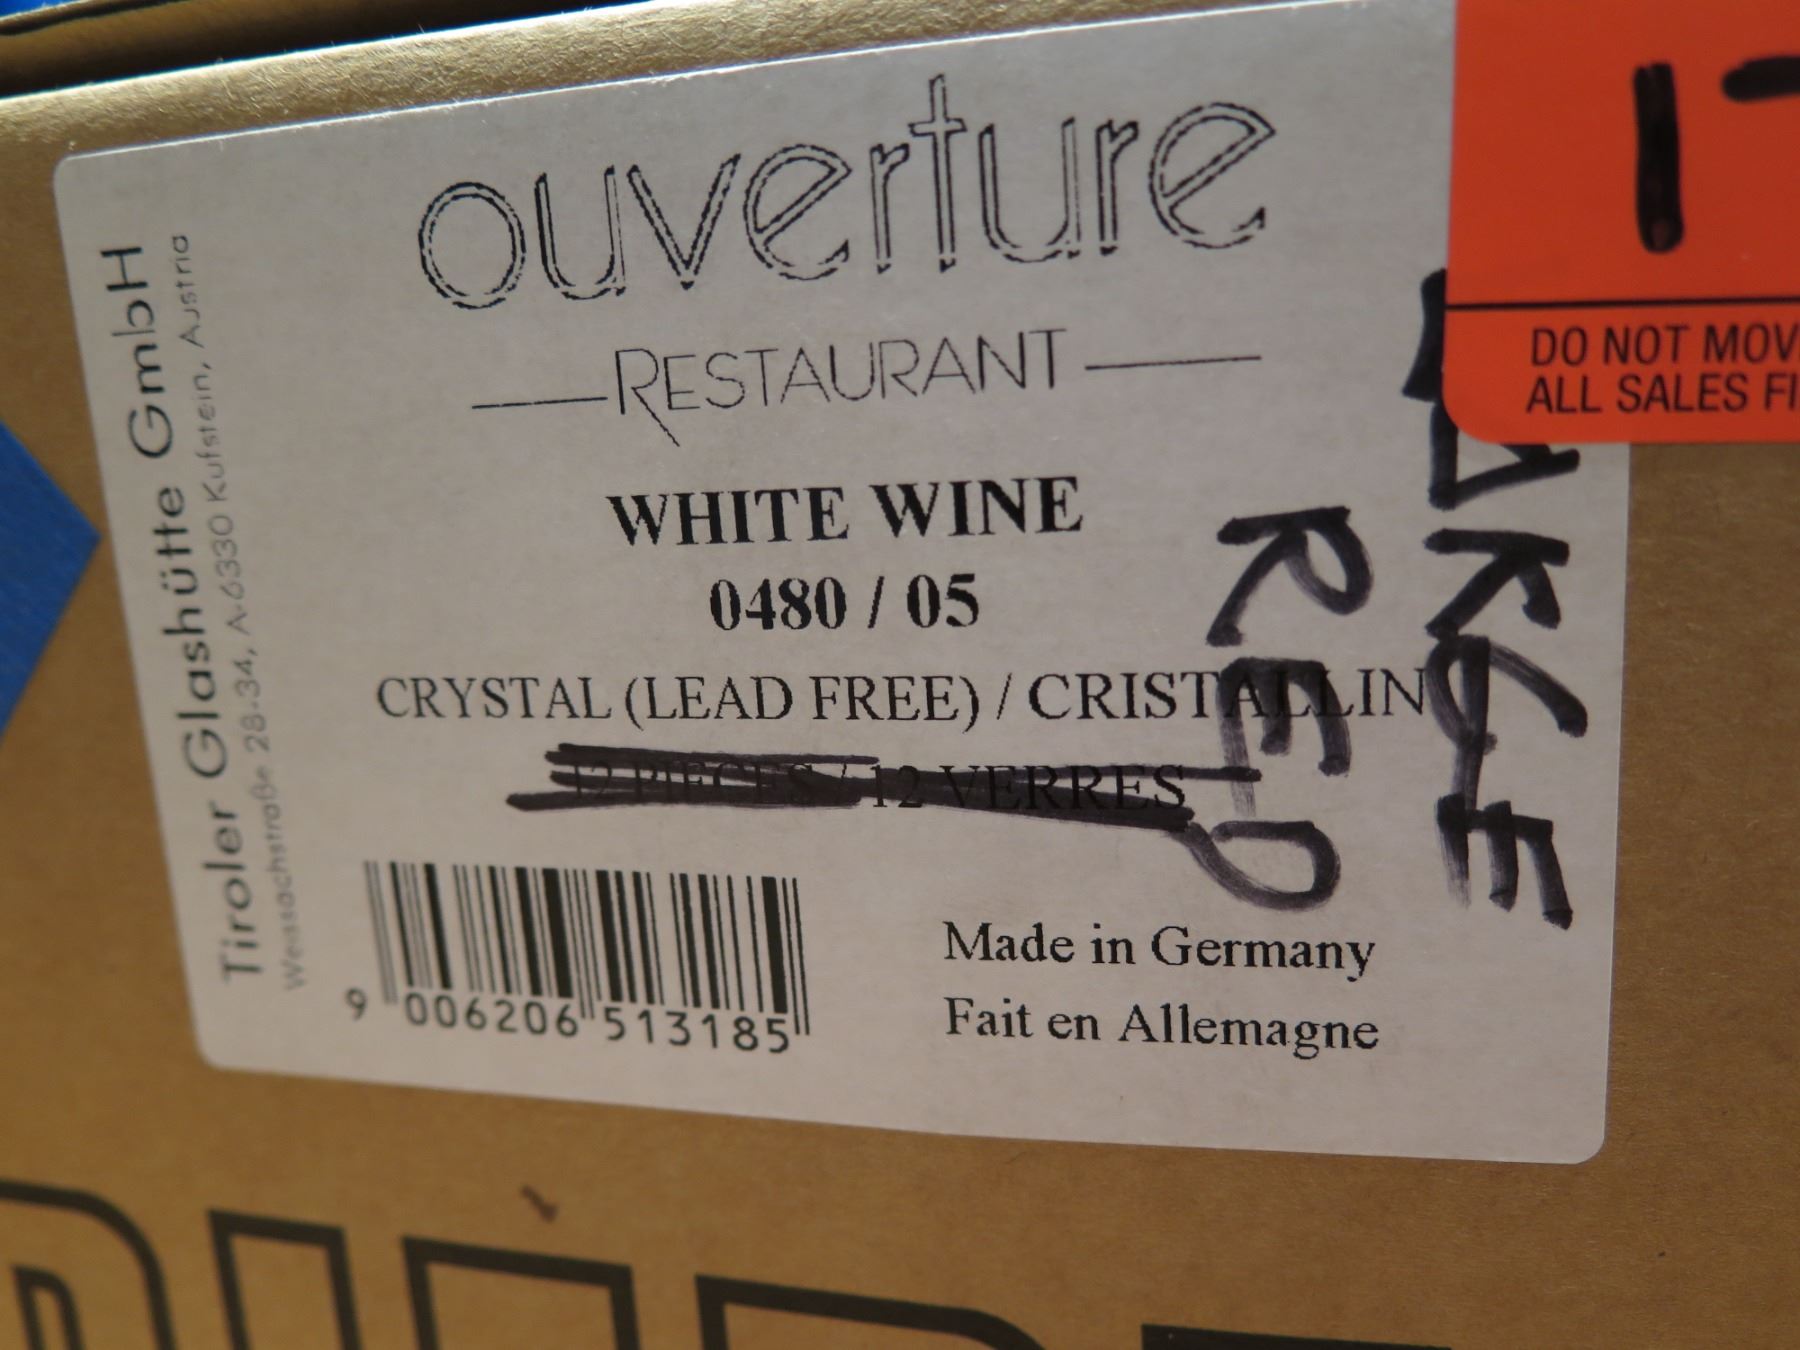 Tiroler Glashütte GmbH
Weissachstraße 28-34, A-6330 Kufstein, Austria
ouverture
RESTAURANT
WHITE WINE
0480 / 05
CRYSTAL (LEAD FREE) / CRISTALLIN
12 PIECES / 12 VERRES
9 006206 513185
Made in Germany
Fait en Allemagne
RED
DO NOT MOV
ALL SALES FI